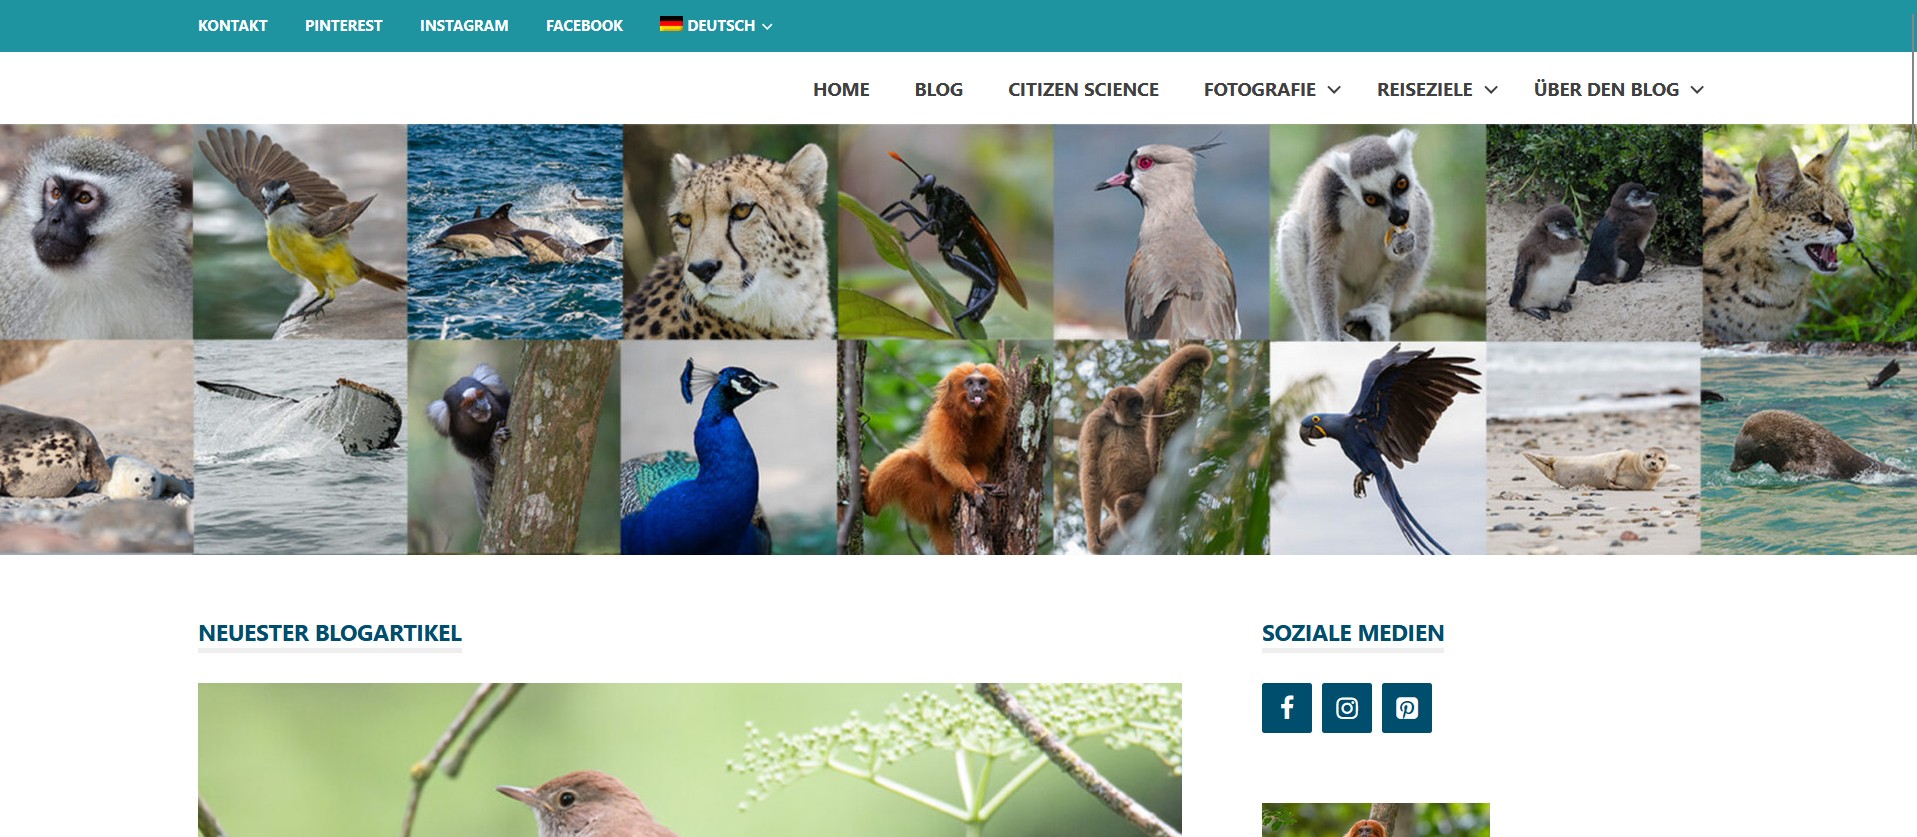 KONTAKT PINTEREST INSTAGRAM FACEBOOK DEUTSCH
HOME BLOG CITIZEN SCIENCE FOTOGRAFIE REISEZIELE ÜBER DEN BLOG
NEUESTER BLOGARTIKEL
SOZIALE MEDIEN